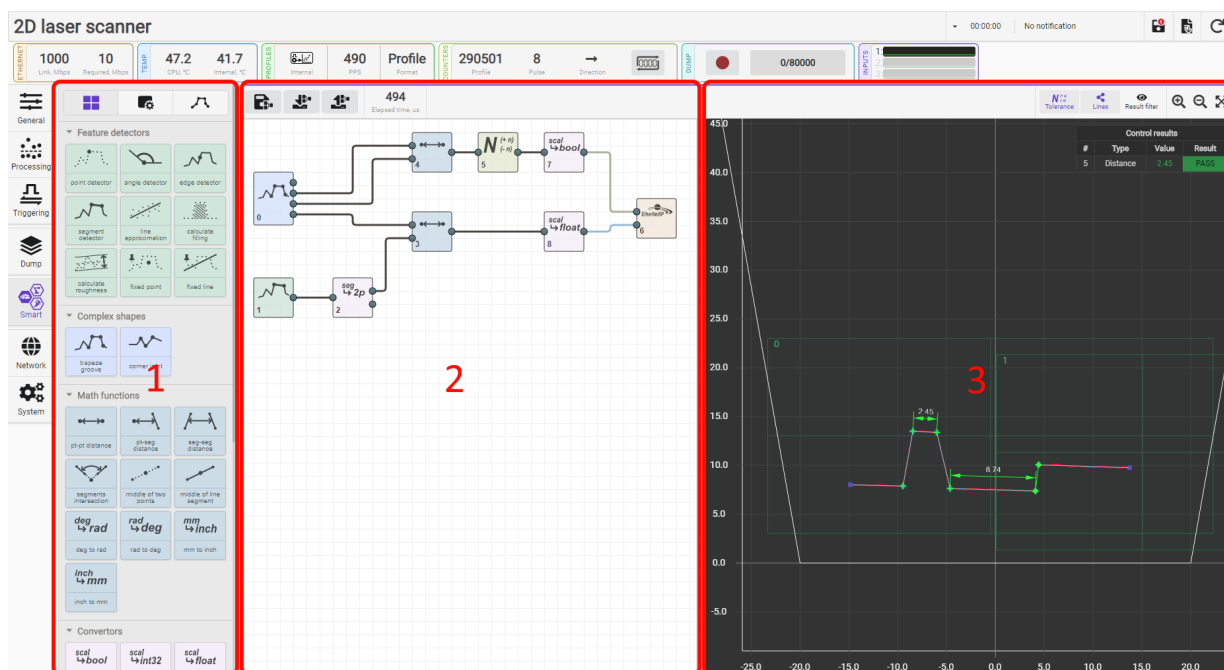 2D laser scanner
00:00:00
No notification
ETHERNET
1000
10
Link, Mbps
Required, Mbps
TEMP.
47.2
41.7
CPU, °C
Internal, °C
PROFILES
490
Profile
Internal
PPS
Format
COUNTERS
290501
8
Profile
Pulse
Direction
0000
DUMP
0/80000
INPUTS
1:
2:
3:
General
Processing
Triggering
Dump
Smart
Network
System
Feature detectors
point detector
angle detector
edge detector
segment detector
line approximation
calculate filling
calculate roughness
fixed point
fixed line
Complex shapes
trapeze groove
1
Math functions
pt-pt distance
pt-seg distance
seg-seg distance
segments intersection
middle of two points
middle of line segment
deg rad
rad deg
mm inch
deg to rad
rad to deg
mm to inch
inch mm
inch to mm
Convertors
scal bool
scal int32
scal float
494
Elapsed time, us
0
4
N (+ n) (- n)
5
scal bool
7
3
scal float
8
EtherNet/IP
6
1
seg 2p
2
2
Tolerance
Lines
Result filter
Control results
#
Type
Value
Result
5
Distance
2.45
PASS
45.0
40.0
35.0
30.0
25.0
20.0
15.0
10.0
5.0
0.0
-5.0
0
1
3
2.45
8.74
-25.0
-20.0
-15.0
-10.0
-5.0
0.0
5.0
10.0
15.0
20.0